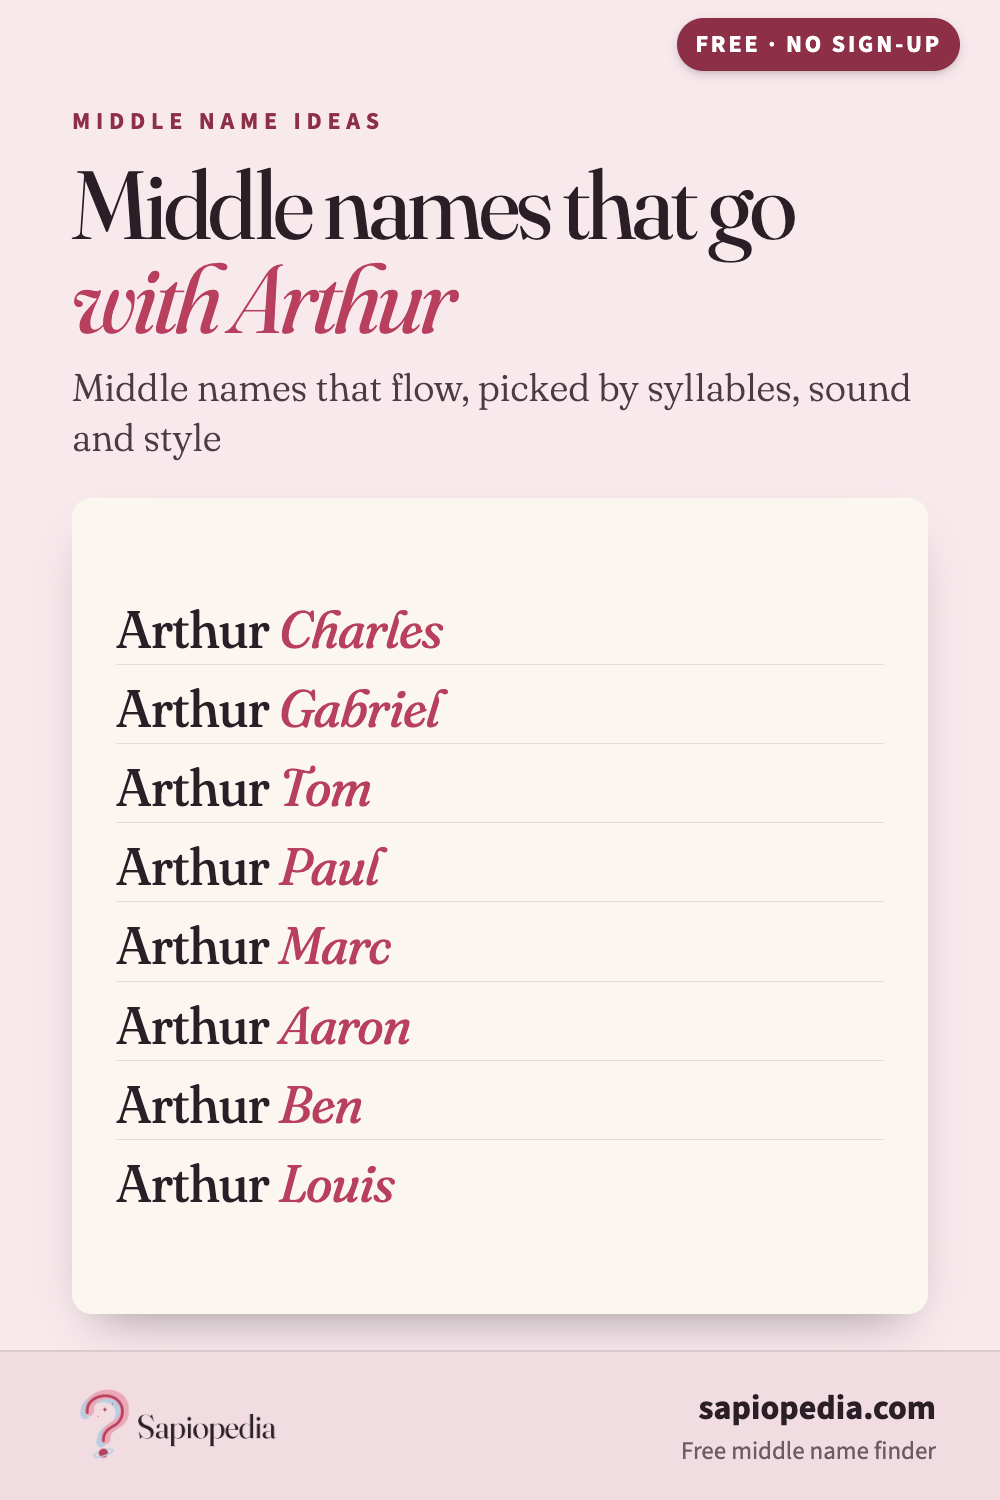 FREE · NO SIGN-UP
MIDDLE NAME IDEAS
Middle names that go
with Arthur
Middle names that flow, picked by syllables, sound
and style
Arthur Charles
Arthur Gabriel
Arthur Tom
Arthur Paul
Arthur Marc
Arthur Aaron
Arthur Ben
Arthur Louis
Sapiopedia
sapiopedia.com
Free middle name finder